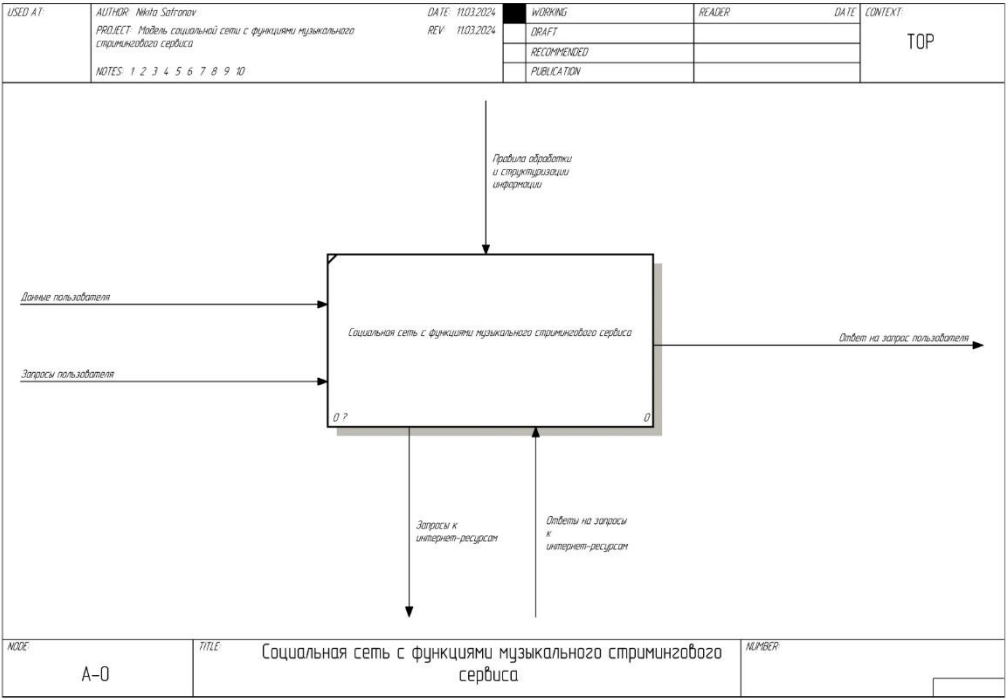 USED AT:
AUTHOR: Nikita Safronov
DATE: 11.03.2024
WORKING
READER
DATE
CONTEXT:
PROJECT: Модель социальной сети с функциями музыкального
стримингового сервиса
REV: 11.03.2024
DRAFT
TOP
RECOMMENDED
NOTES: 1 2 3 4 5 6 7 8 9 10
PUBLICATION
Правила обработки
и структуризации
информации
Данные пользователя
Социальная сеть с функциями музыкального стримингового сервиса
Ответ на запрос пользователя
Запросы пользователя
0 ?
0
Запросы к
интернет-ресурсам
Ответы на запросы
к
интернет-ресурсам
NODE:
TITLE:
NUMBER:
A-0
Социальная сеть с функциями музыкального стримингового
сервиса